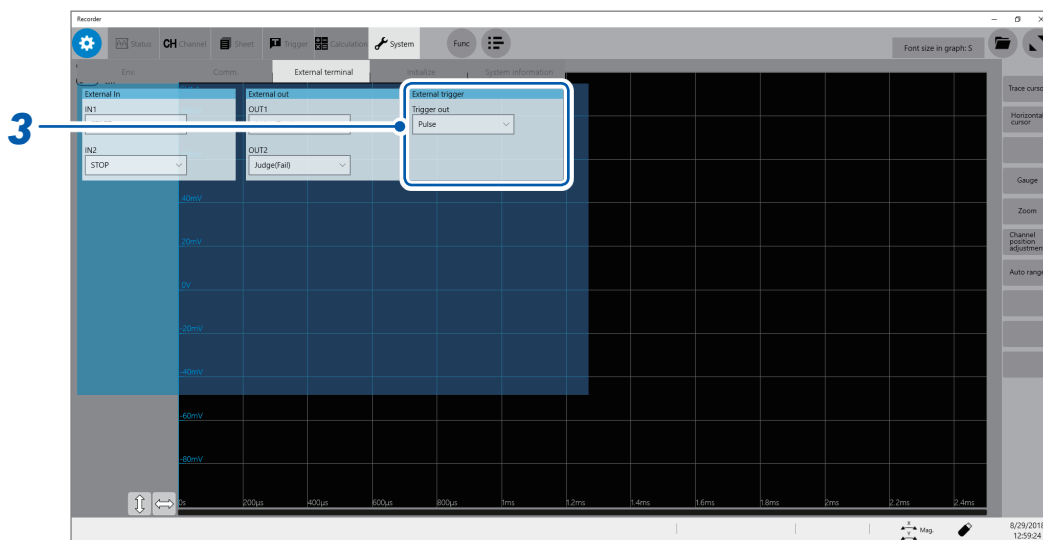 Recorder
Status CH Channel Sheet Trigger Calculation System Func Font size in graph: S
Env. Comm. External terminal Initialize System information
External In External out External trigger
IN1 OUT1 Trigger out
Pulse
3
IN2 OUT2
STOP Judge(Fail)
40mV
20mV
0V
-20mV
-40mV
-60mV
-80mV
0s 200µs 400µs 600µs 800µs 1ms 1.2ms 1.4ms 1.6ms 1.8ms 2ms 2.2ms 2.4ms
Trace curso
Horizontal
cursor
Gauge
Zoom
Channel
position
adjustmen
Auto range
X
Y
Mag.
8/29/2018
12:59:24